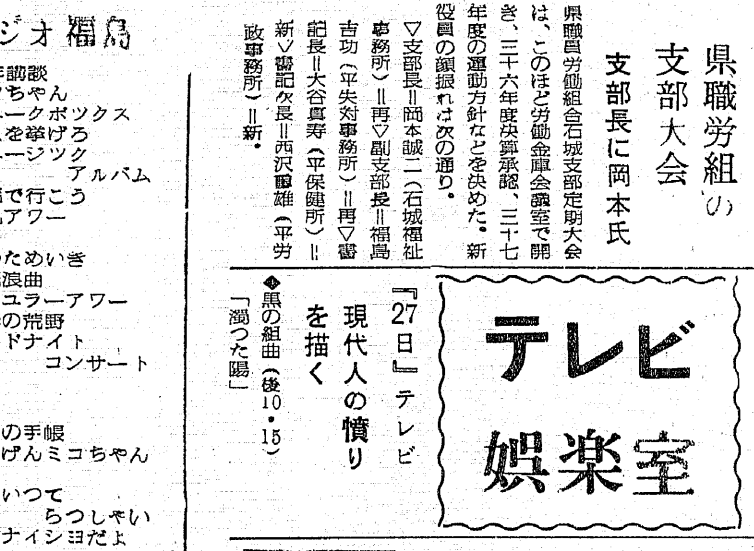 県職労組の
支部大会
支部長に岡本氏
県職員労働組合石城支部定期大会
は、このほど労働金庫会議室で開
き、三十六年度決算承認、三十七
年度の運動方針などを決めた。新
役員の顔振れは次の通り。
▽支部長＝岡本誠二（石城福祉
事務所）＝再▽副支部長＝福島
吉功（平失対事務所）＝再▽書
記長＝大谷真寿（平保健所）＝
新▽書記次長＝西沢 雄（平労
政事務所）＝新。
テレビ
娯楽室
『27日』テレビ
現代人の憤り
を描く
◆黒の組曲（後10・15）
「濁つた陽」
ジオ福島
講談
ちゃん
ークボックス
を挙げろ
ージック
アルバム
で行こう
アワー
ためいき
浪曲
ュラーアワー
の荒野
ドナイト
コンサート
の手帳
げんミコちゃん
いつて
らつしやい
ナイショだよ